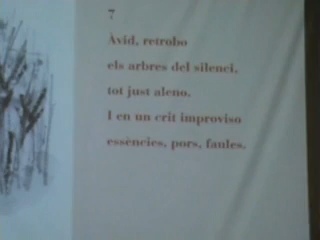 7
Àvid, retrobo
els arbres del silenci,
tot just aleno.
I en un crit improviso
essències, pors, faules.